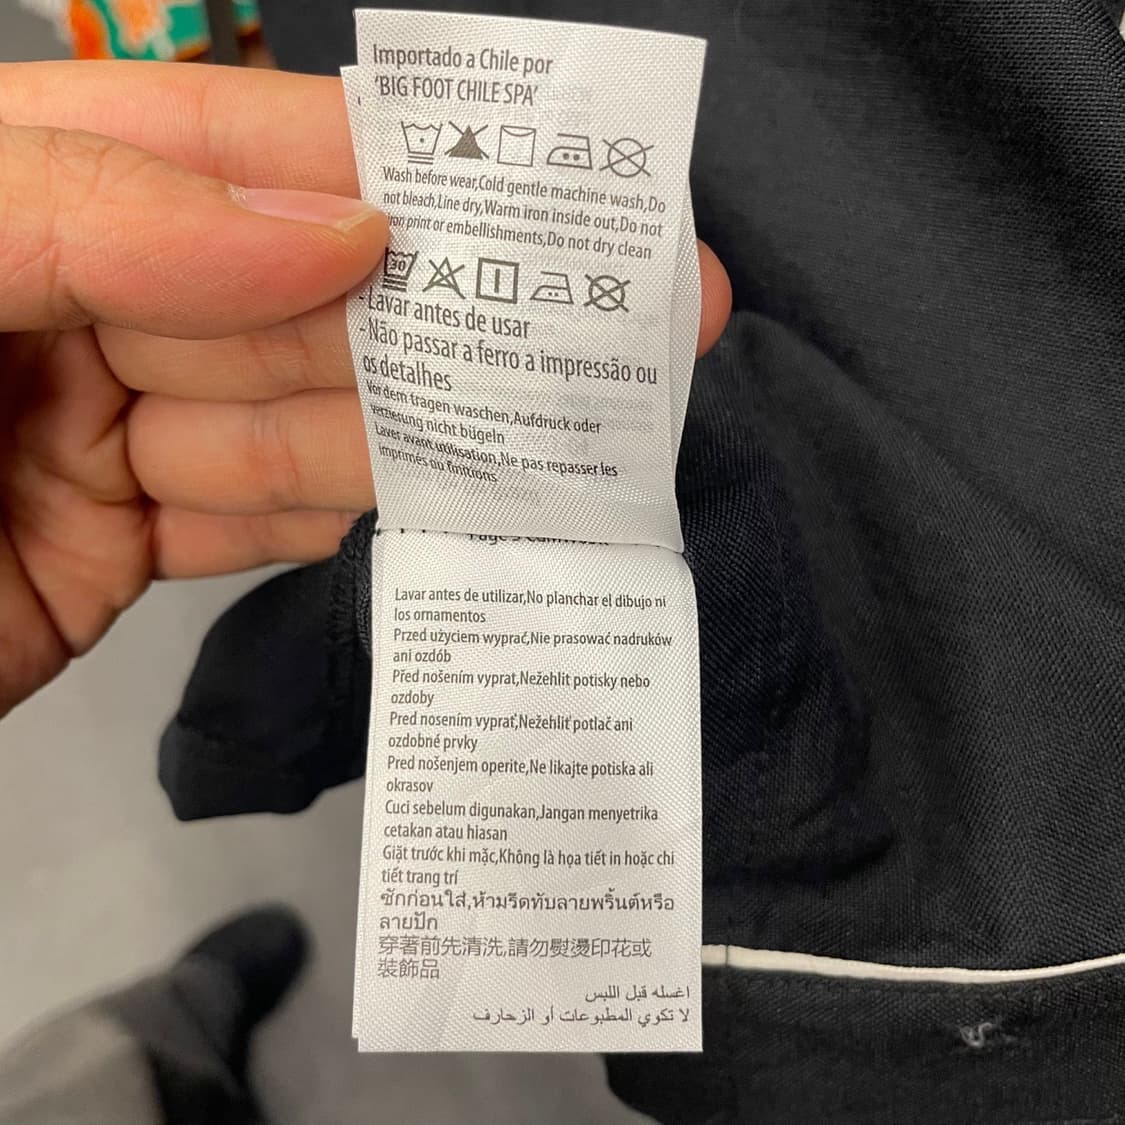 Importado a Chile por
'BIG FOOT CHILE SPA'
Wash before wear,Cold gentle machine wash,Do
not bleach,Line dry,Warm iron inside out,Do not
iron print or embellishments,Do not dry clean
30
-Lavar antes de usar
-Não passar a ferro a impressão ou
os detalhes
Vor dem tragen waschen,Aufdruck oder
verzierung nicht bügeln
Laver avant utilisation,Ne pas repasser les
imprimés ou finitions
Lavar antes de utilizar,No planchar el dibujo ni
los ornamentos
Przed użyciem wyprać,Nie prasować nadruków
ani ozdób
Před nošením vyprat,Nežehlit potisky nebo
ozdoby
Pred nosením vyprať,Nežehliť potlač ani
ozdobné prvky
Pred nošenjem operite,Ne likajte potiska ali
okrasov
Cuci sebelum digunakan,Jangan menyetrika
cetakan atau hiasan
Giặt trước khi mặc,Không là họa tiết in hoặc chi
tiết trang trí
ซักก่อนใส่,ห้ามรีดทับลายพริ้นต์หรือ
ลายปัก
穿著前先清洗,請勿熨燙印花或
裝飾品
اغسله قبل اللبس
لا تكوي المطبوعات أو الزخارف